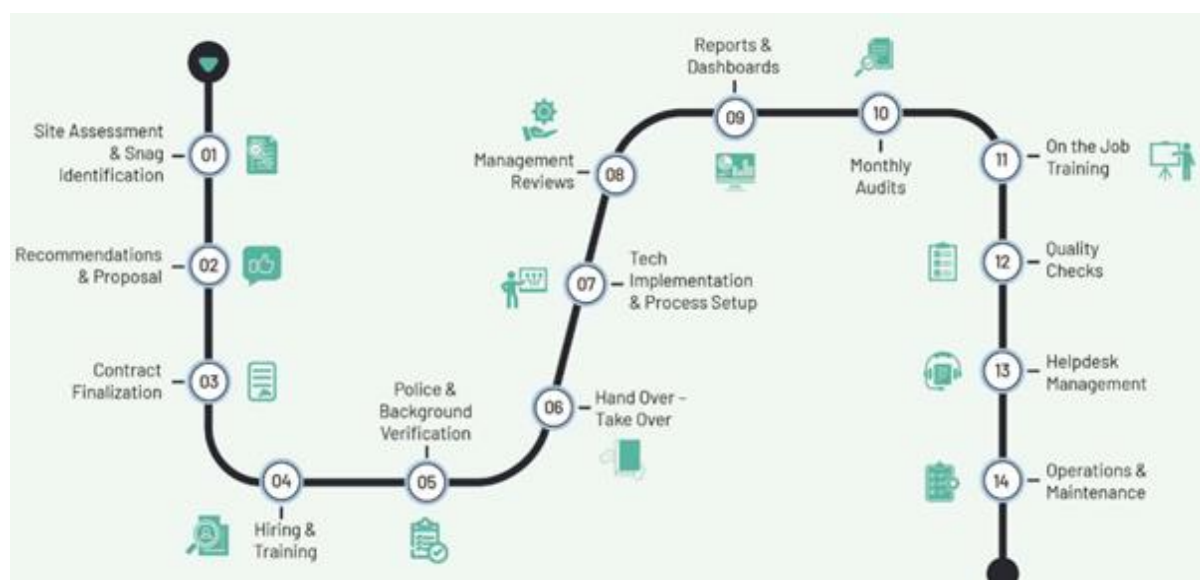 01
Site Assessment
& Snag
Identification
02
Recommendations
& Proposal
03
Contract
Finalization
04
Hiring &
Training
05
Police &
Background
Verification
06
Hand Over –
Take Over
07
Tech
Implementation
& Process Setup
08
Management
Reviews
09
Reports &
Dashboards
10
Monthly
Audits
11
On the Job
Training
12
Quality
Checks
13
Helpdesk
Management
14
Operations &
Maintenance